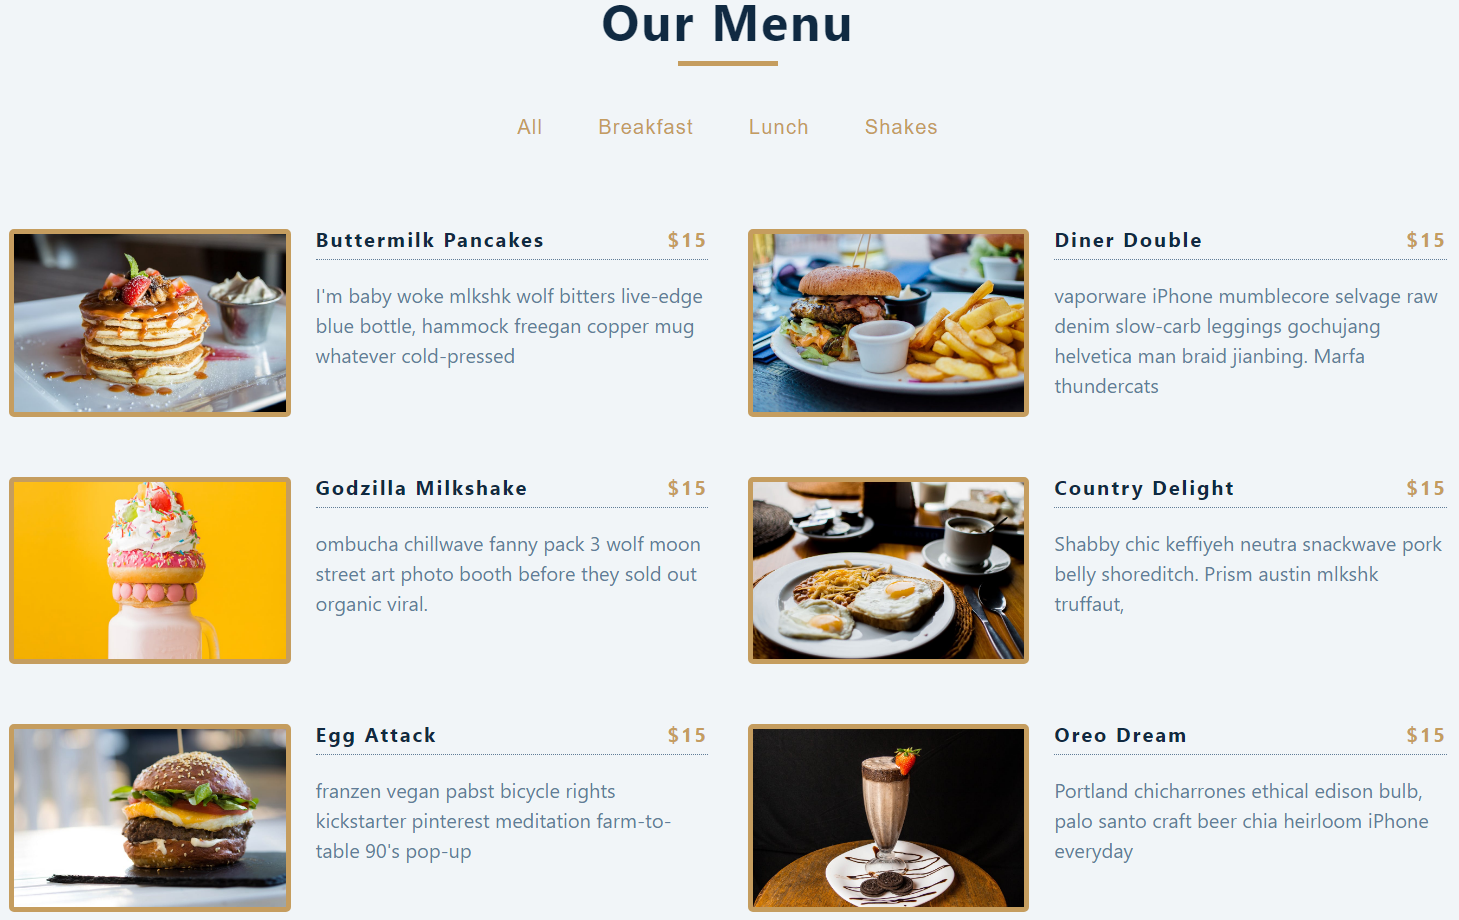 Our Menu
All Breakfast Lunch Shakes
Buttermilk Pancakes $15
I'm baby woke mlkshk wolf bitters live-edge
blue bottle, hammock freegan copper mug
whatever cold-pressed
Diner Double $15
vaporware iPhone mumblecore selvage raw
denim slow-carb leggings gochujang
helvetica man braid jianbing. Marfa
thundercats
Godzilla Milkshake $15
ombucha chillwave fanny pack 3 wolf moon
street art photo booth before they sold out
organic viral.
Country Delight $15
Shabby chic keffiyeh neutra snackwave pork
belly shoreditch. Prism austin mlkshk
truffaut,
Egg Attack $15
franzen vegan pabst bicycle rights
kickstarter pinterest meditation farm-to-
table 90's pop-up
Oreo Dream $15
Portland chicharrones ethical edison bulb,
palo santo craft beer chia heirloom iPhone
everyday